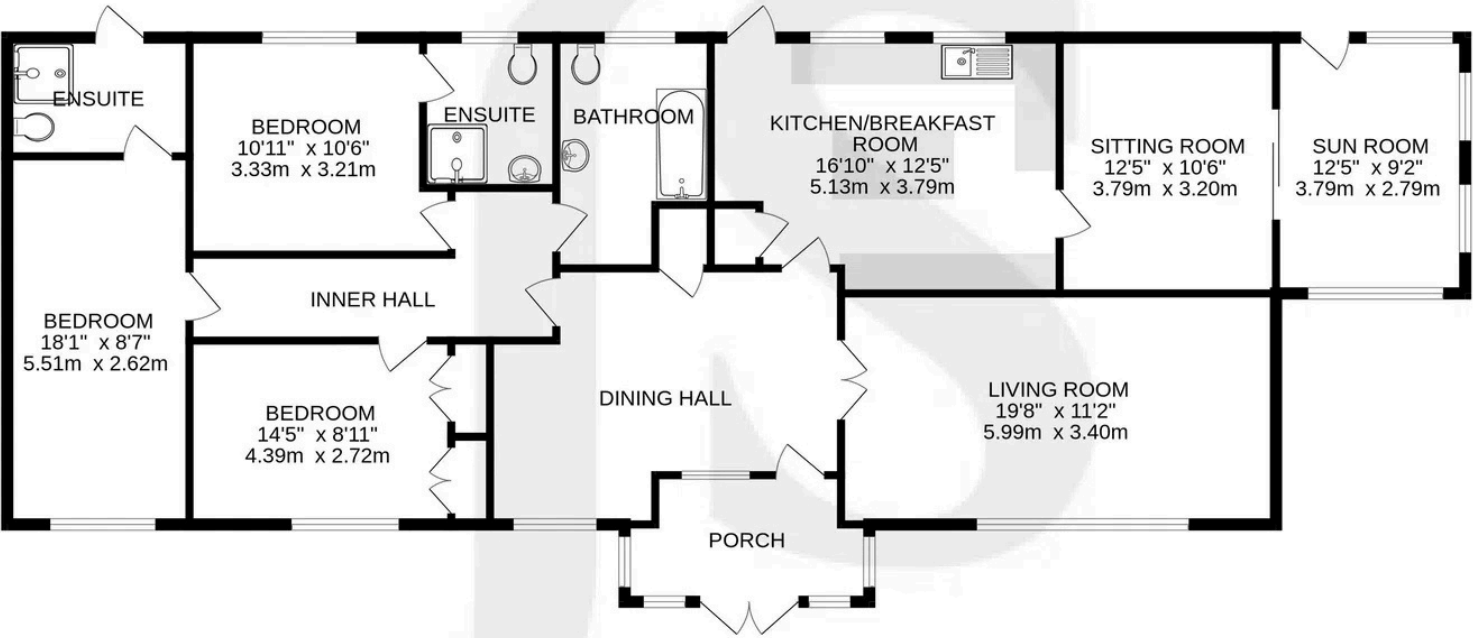 ENSUITE
BEDROOM
10'11" x 10'6"
3.33m x 3.21m
ENSUITE
BATHROOM
KITCHEN/BREAKFAST
ROOM
16'10" x 12'5"
5.13m x 3.79m
SITTING ROOM
12'5" x 10'6"
3.79m x 3.20m
SUN ROOM
12'5" x 9'2"
3.79m x 2.79m
BEDROOM
18'1" x 8'7"
5.51m x 2.62m
INNER HALL
BEDROOM
14'5" x 8'11"
4.39m x 2.72m
DINING HALL
LIVING ROOM
19'8" x 11'2"
5.99m x 3.40m
PORCH